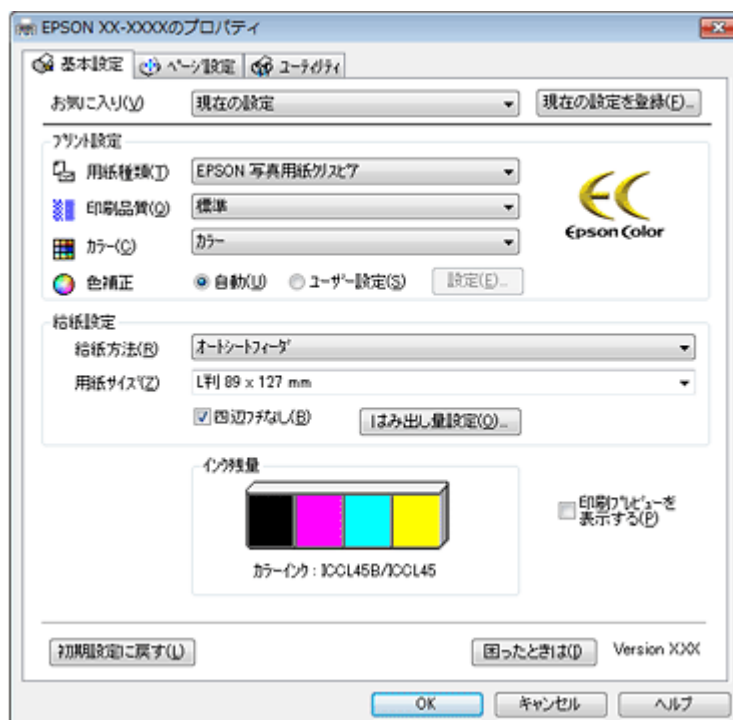 EPSON XX-XXXXのプロパティ
基本設定 ページ設定 ユーティリティ
お気に入り(V) 現在の設定 現在の設定を登録(F)...
プリント設定
用紙種類(T) EPSON 写真用紙クリスピア
印刷品質(Q) 標準
カラー(C) カラー
Epson Color
色補正 自動(U) ユーザー設定(S) 設定(E)...
給紙設定
給紙方法(R) オートシートフィーダ
用紙サイズ(Z) L判 89 x 127 mm
四辺フチなし(B) はみ出し量設定(O)...
インク残量
印刷プレビューを
表示する(P)
カラーインク : ICCL45B/ICCL45
初期設定に戻す(L) 困ったときは(I) Version X.XX
OK キャンセル ヘルプ